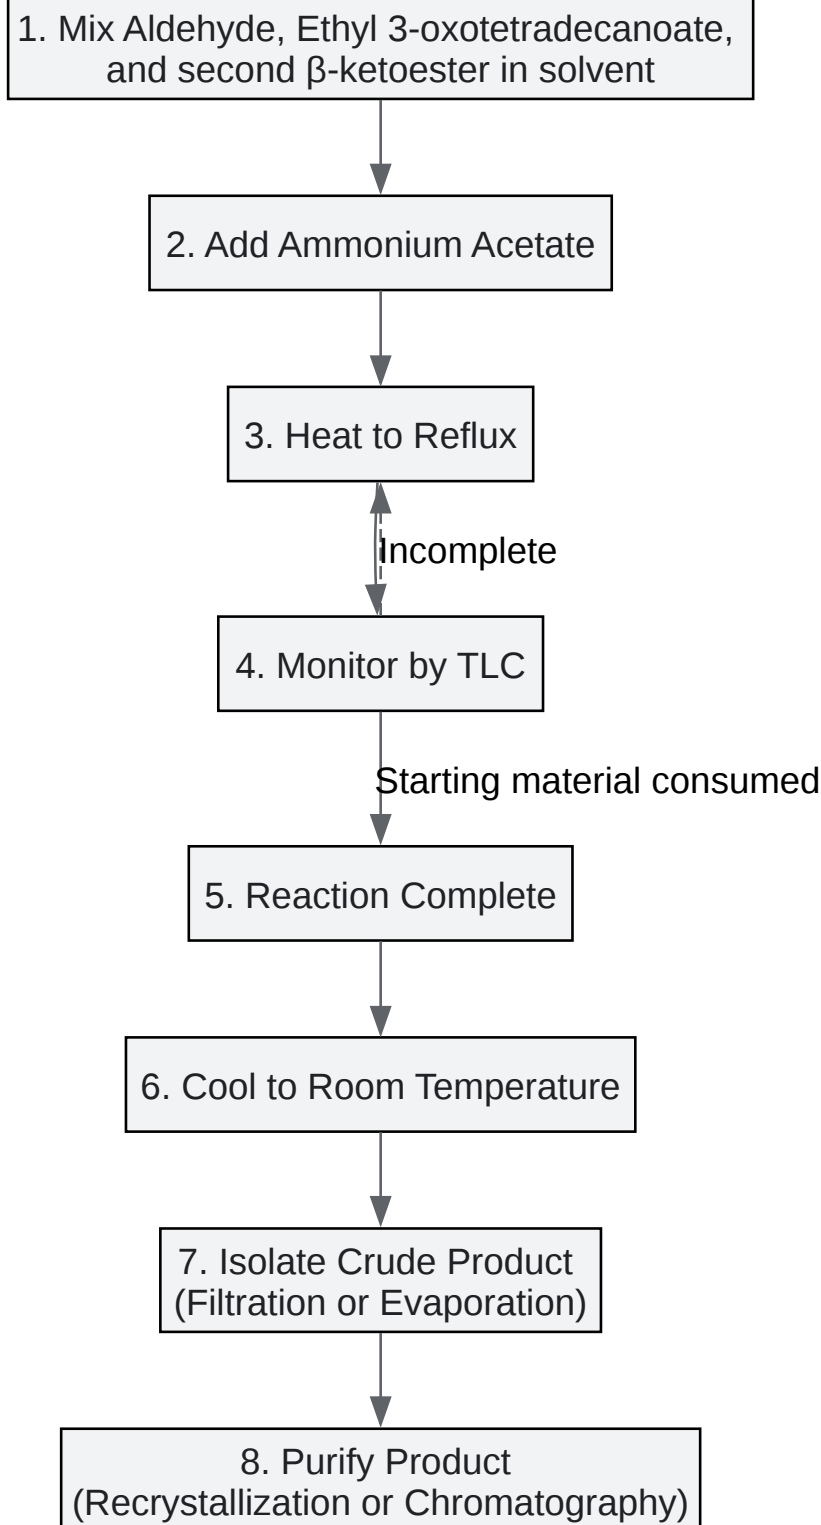 1. Mix Aldehyde, Ethyl 3-oxotetradecanoate,
and second β-ketoester in solvent
2. Add Ammonium Acetate
3. Heat to Reflux
Incomplete
4. Monitor by TLC
Starting material consumed
5. Reaction Complete
6. Cool to Room Temperature
7. Isolate Crude Product
(Filtration or Evaporation)
8. Purify Product
(Recrystallization or Chromatography)